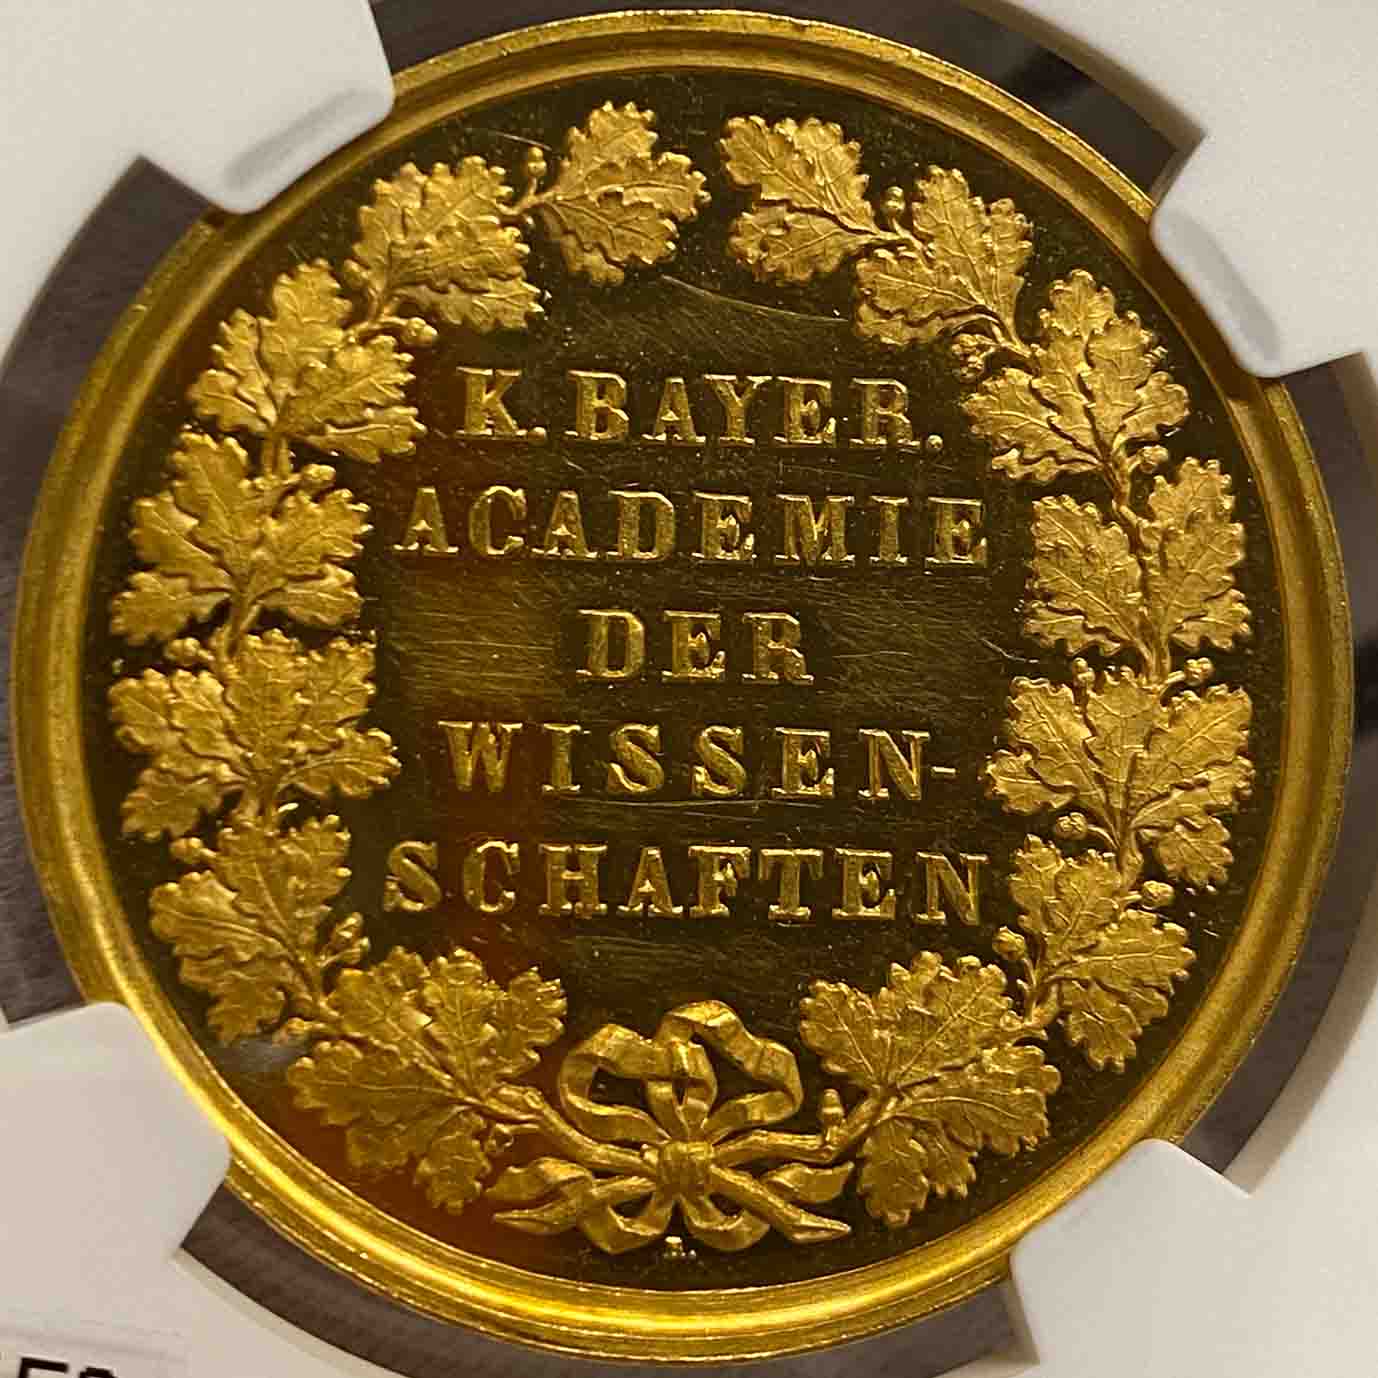 K. BAYER.
ACADEMIE
DER
WISSEN-
SCHAFTEN